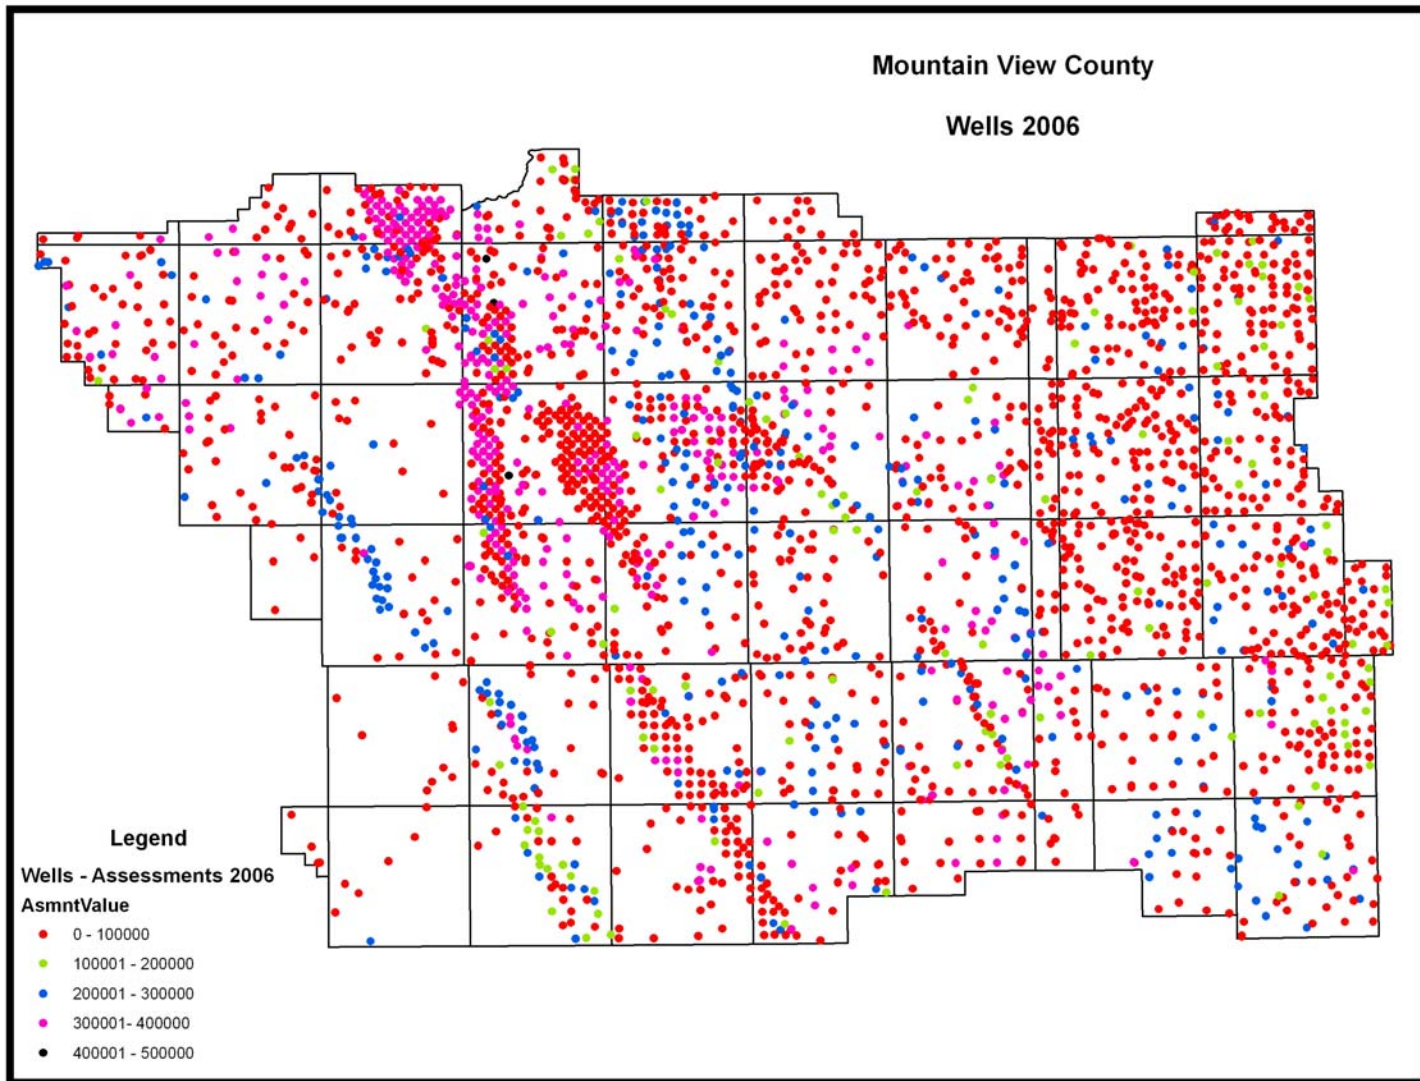 Mountain View County
Wells 2006
Legend
Wells - Assessments 2006
AsmntValue
0 - 100000
100001 - 200000
200001 - 300000
300001- 400000
400001 - 500000